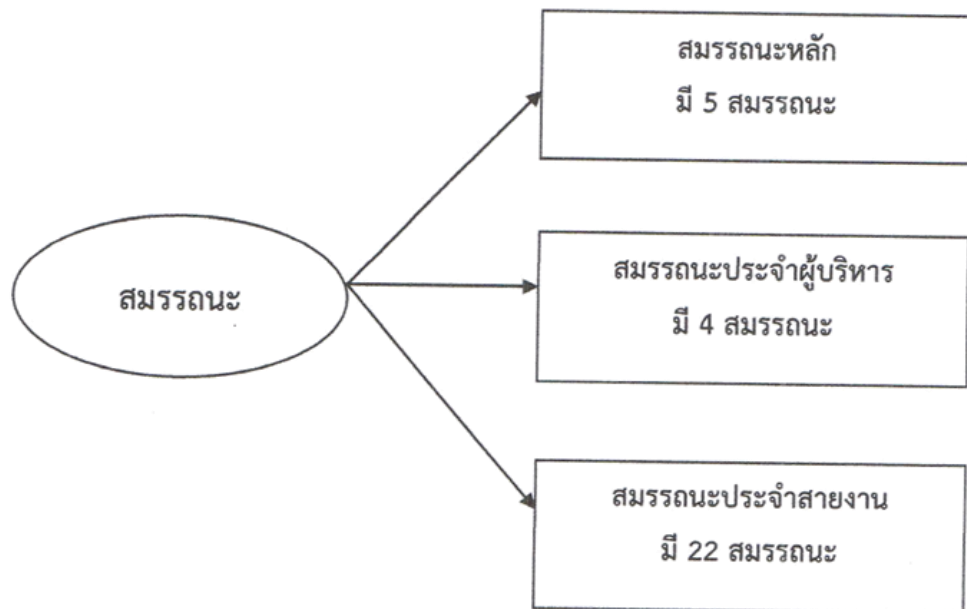 สมรรถนะหลัก
มี 5 สมรรถนะ
สมรรถนะ
สมรรถนะประจำผู้บริหาร
มี 4 สมรรถนะ
สมรรถนะประจำสายงาน
มี 22 สมรรถนะ